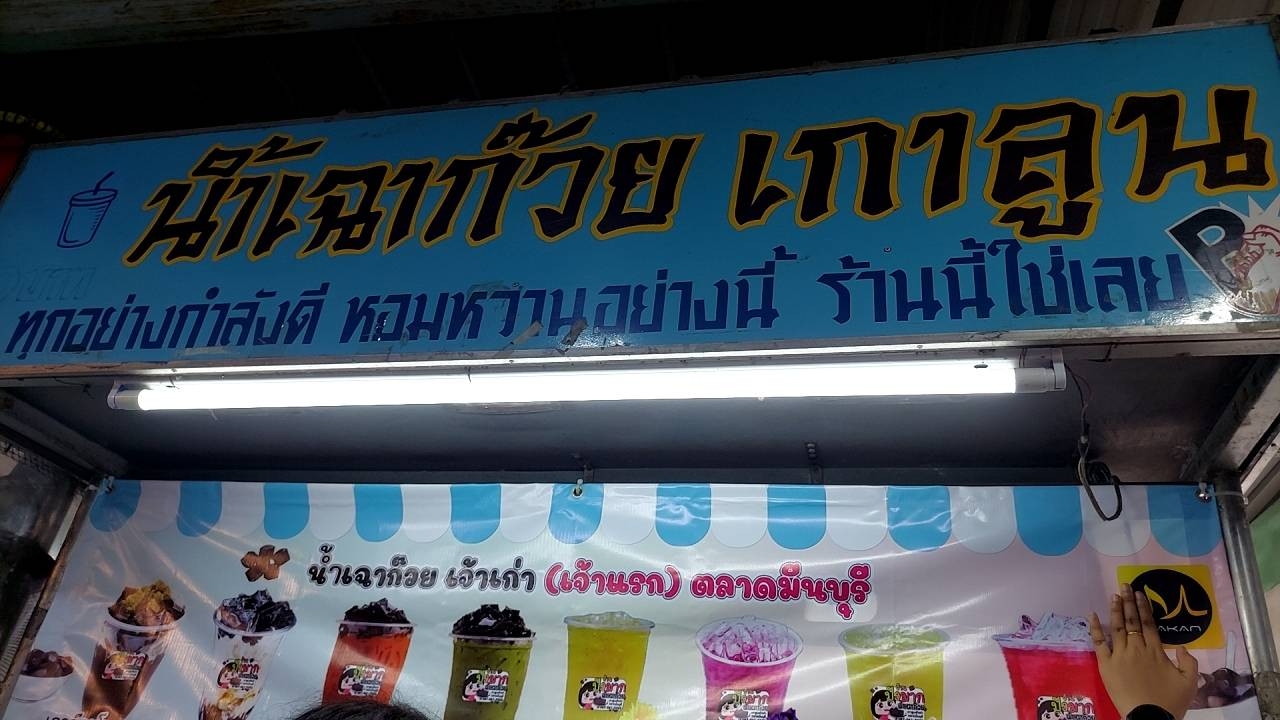 น้ำเฉาก๊วย เกาลูน
ทุกอย่างกำลังดี หอมหวานอย่างนี้ ร้านนี้ใช่เลย
น้ำเฉาก๊วย เจ้าเก่า (เจ้าแรก) ตลาดมีนบุรี